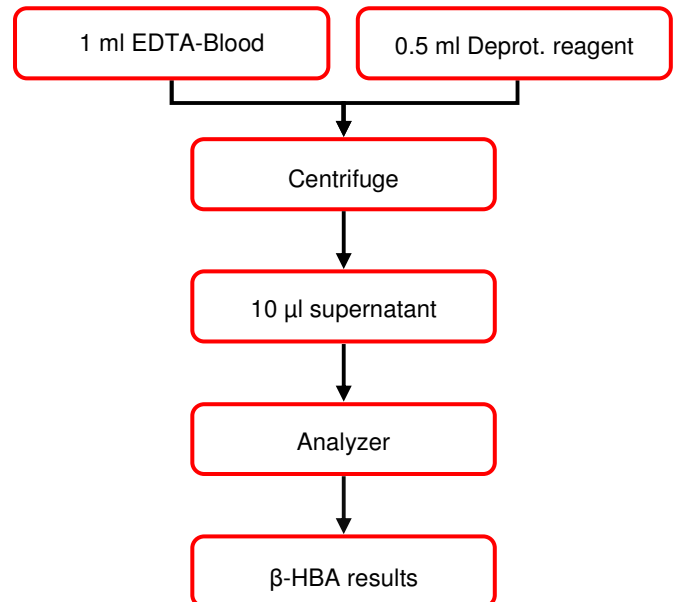 1 ml EDTA-Blood
0.5 ml Deprot. reagent
Centrifuge
10 µl supernatant
Analyzer
β-HBA results